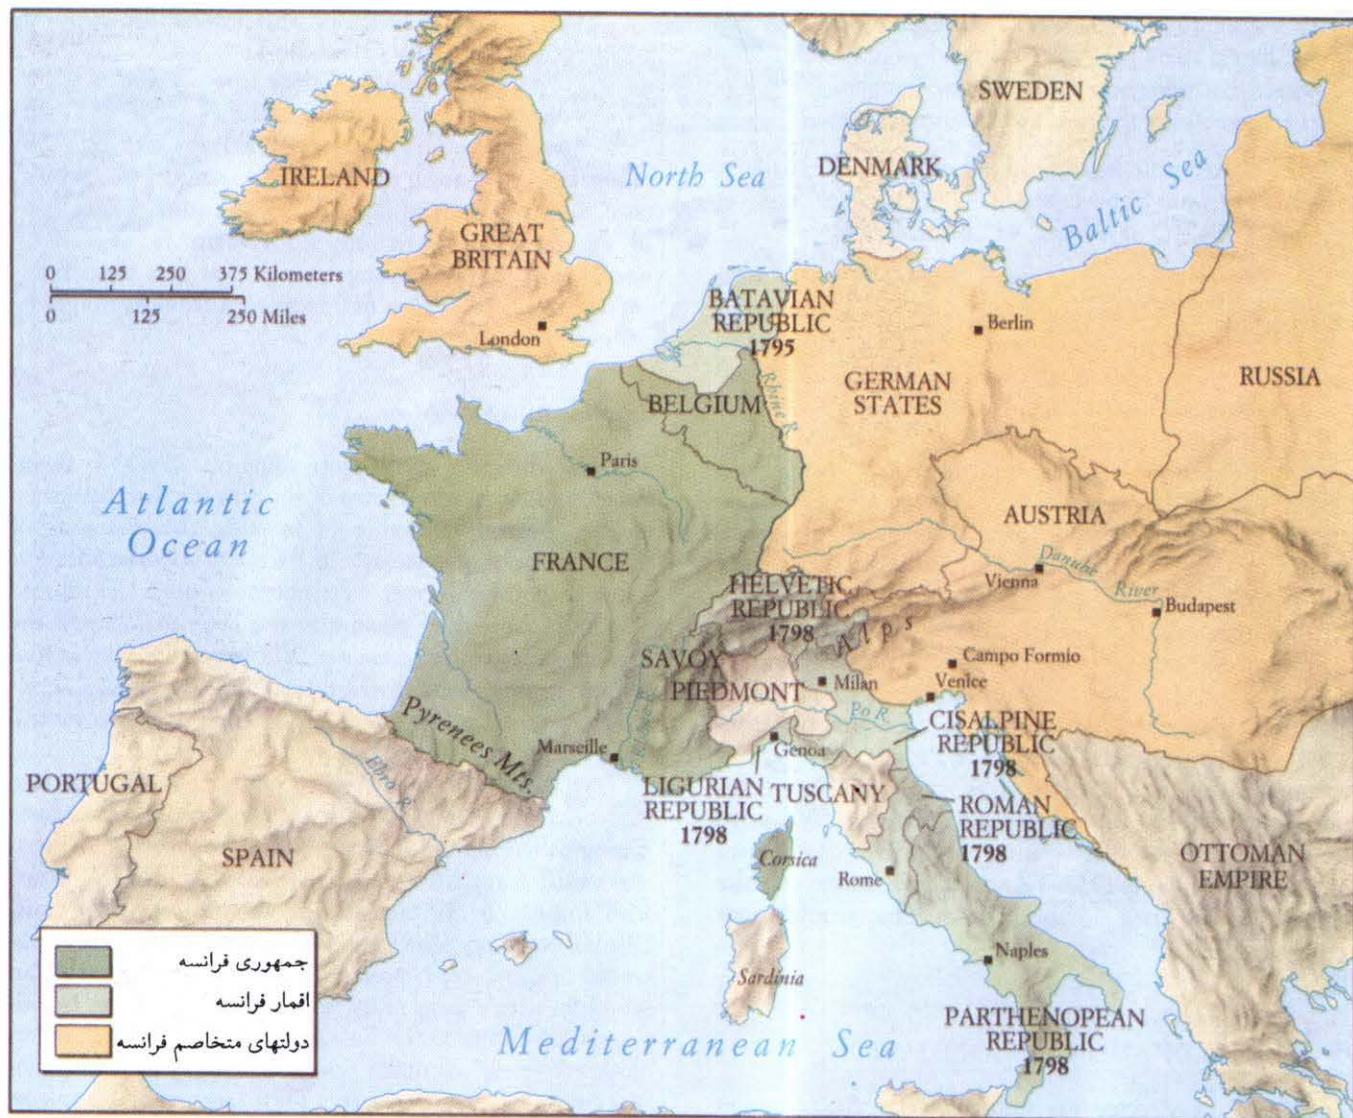 SWEDEN
North Sea
DENMARK
Baltic Sea
IRELAND
GREAT
BRITAIN
0 125 250 375 Kilometers
0 125 250 Miles
London
BATAVIAN
REPUBLIC
1795
Berlin
RUSSIA
GERMAN
STATES
Rhine R.
BELGIUM
Paris
Atlantic
Ocean
AUSTRIA
FRANCE
Danube River
Vienna
Budapest
HELVETIC
REPUBLIC
1798
Alps
SAVOY
PIEDMONT
Milan
Campo Formio
Venice
Po R.
CISALPINE
REPUBLIC
1798
Pyrenees Mts.
Marseille
Genoa
Ebro R.
PORTUGAL
LIGURIAN
REPUBLIC
1798
TUSCANY
ROMAN
REPUBLIC
1798
SPAIN
Corsica
Rome
OTTOMAN
EMPIRE
Naples
Sardinia
PARTHENOPEAN
REPUBLIC
1798
Mediterranean Sea
جمهوری فرانسه
اقمار فرانسه
دولتهای متخاصم فرانسه